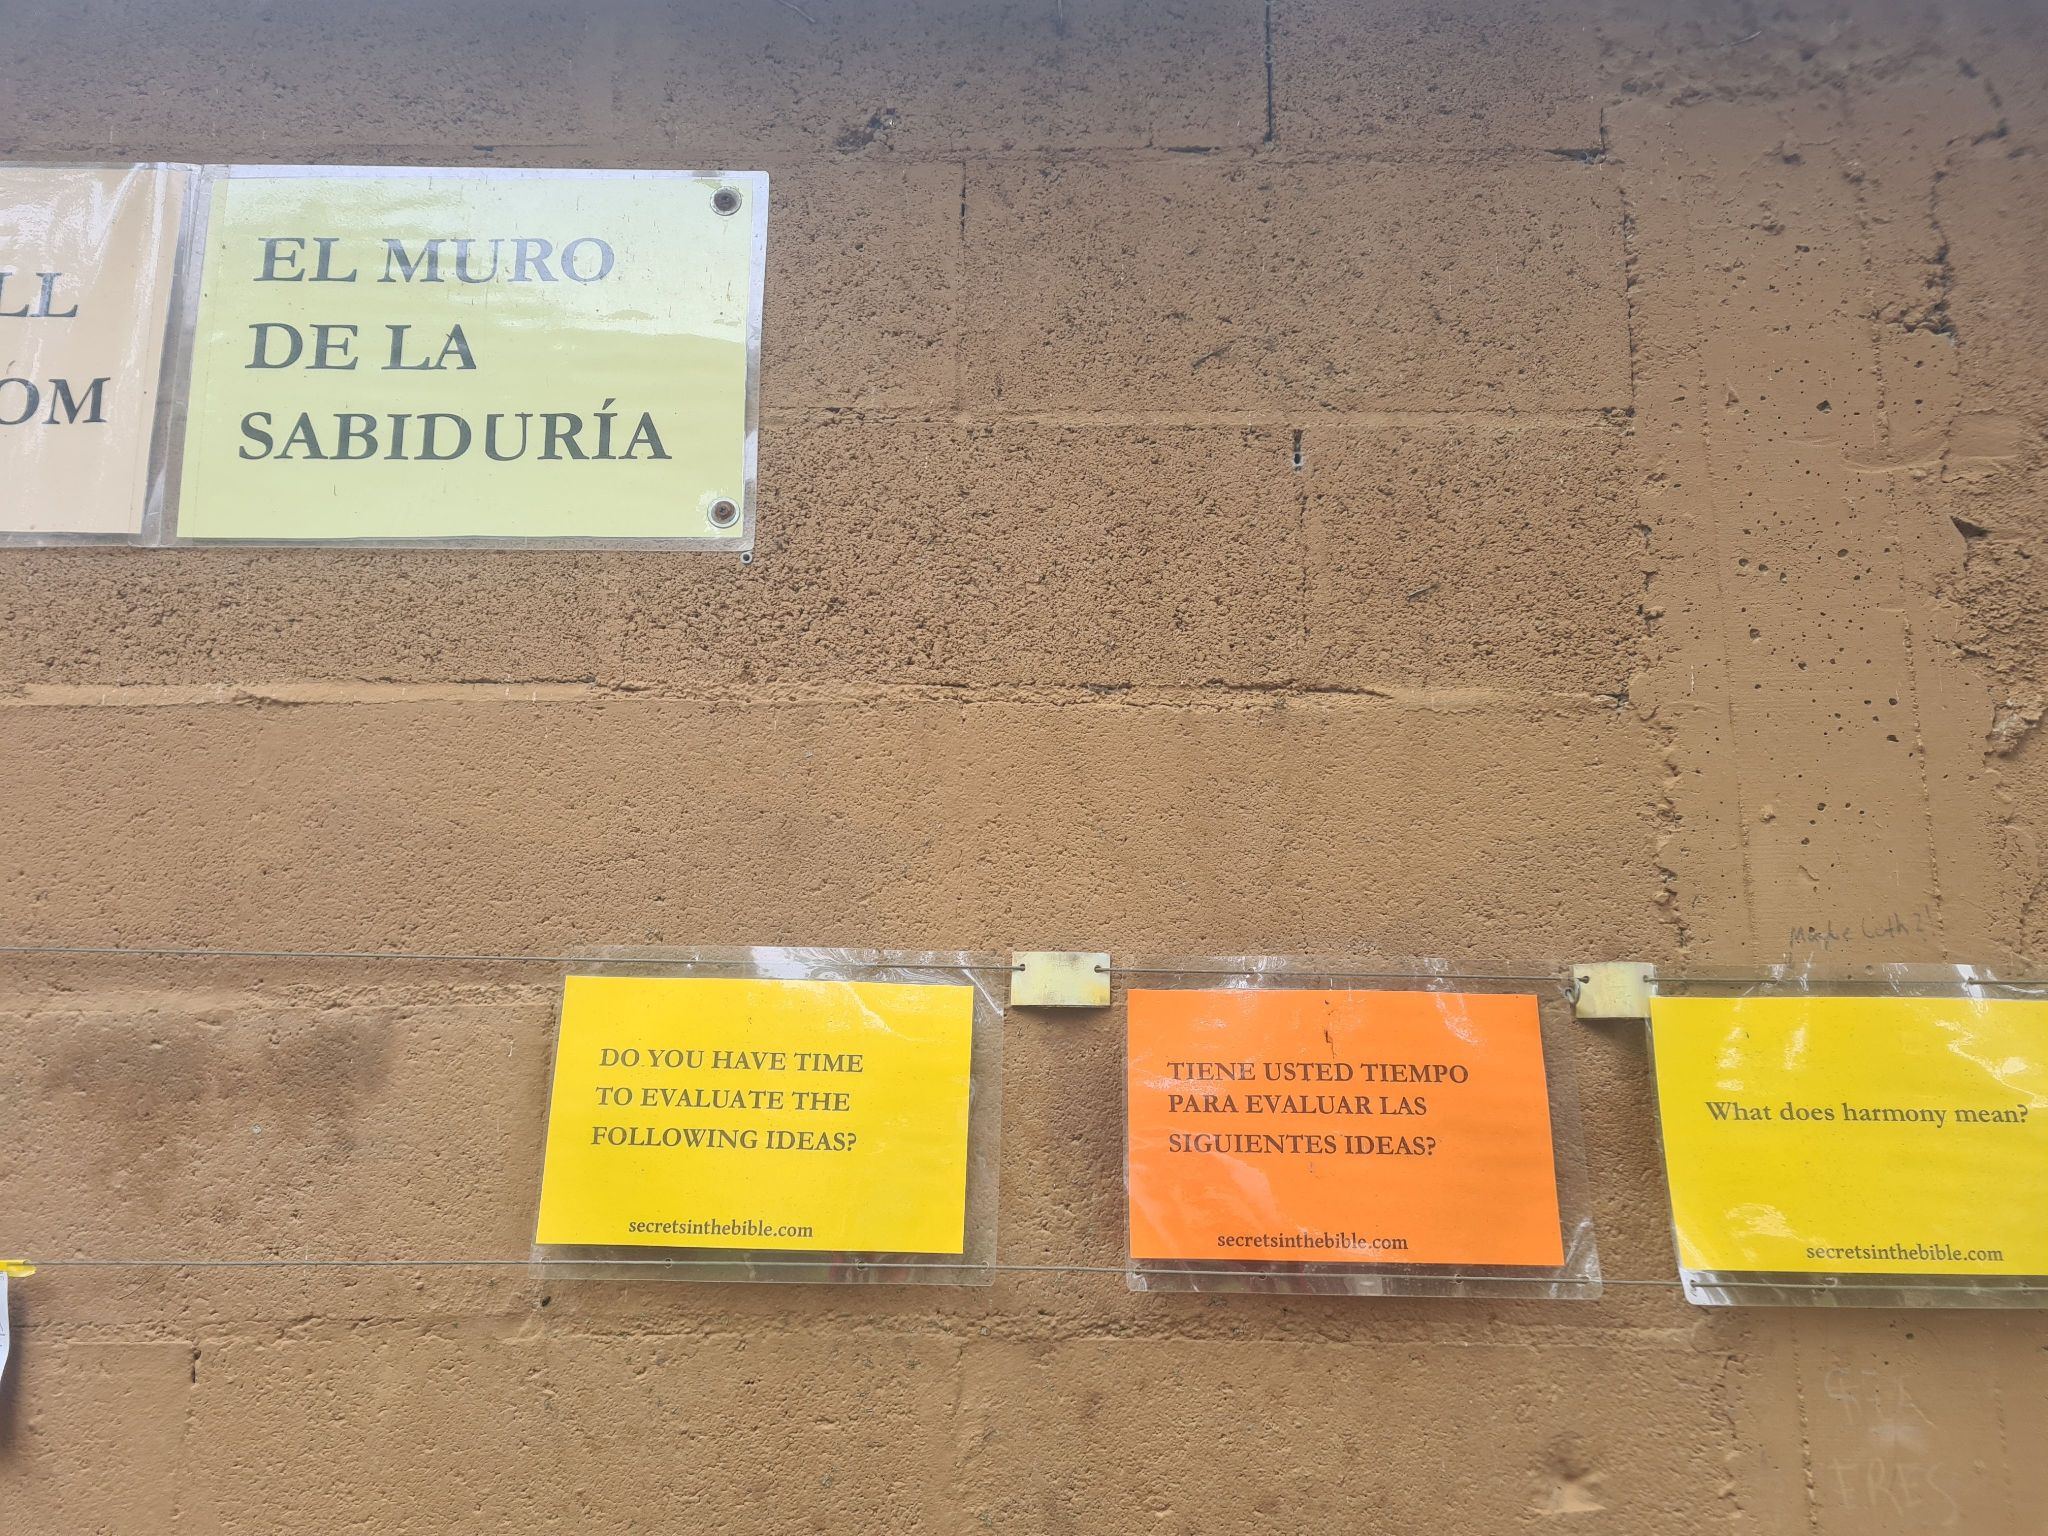 LL
OM
EL MURO
DE LA
SABIDURÍA
DO YOU HAVE TIME
TO EVALUATE THE
FOLLOWING IDEAS?
secretsinthebible.com
TIENE USTED TIEMPO
PARA EVALUAR LAS
SIGUIENTES IDEAS?
secretsinthebible.com
What does harmony mean?
secretsinthebible.com
ERES